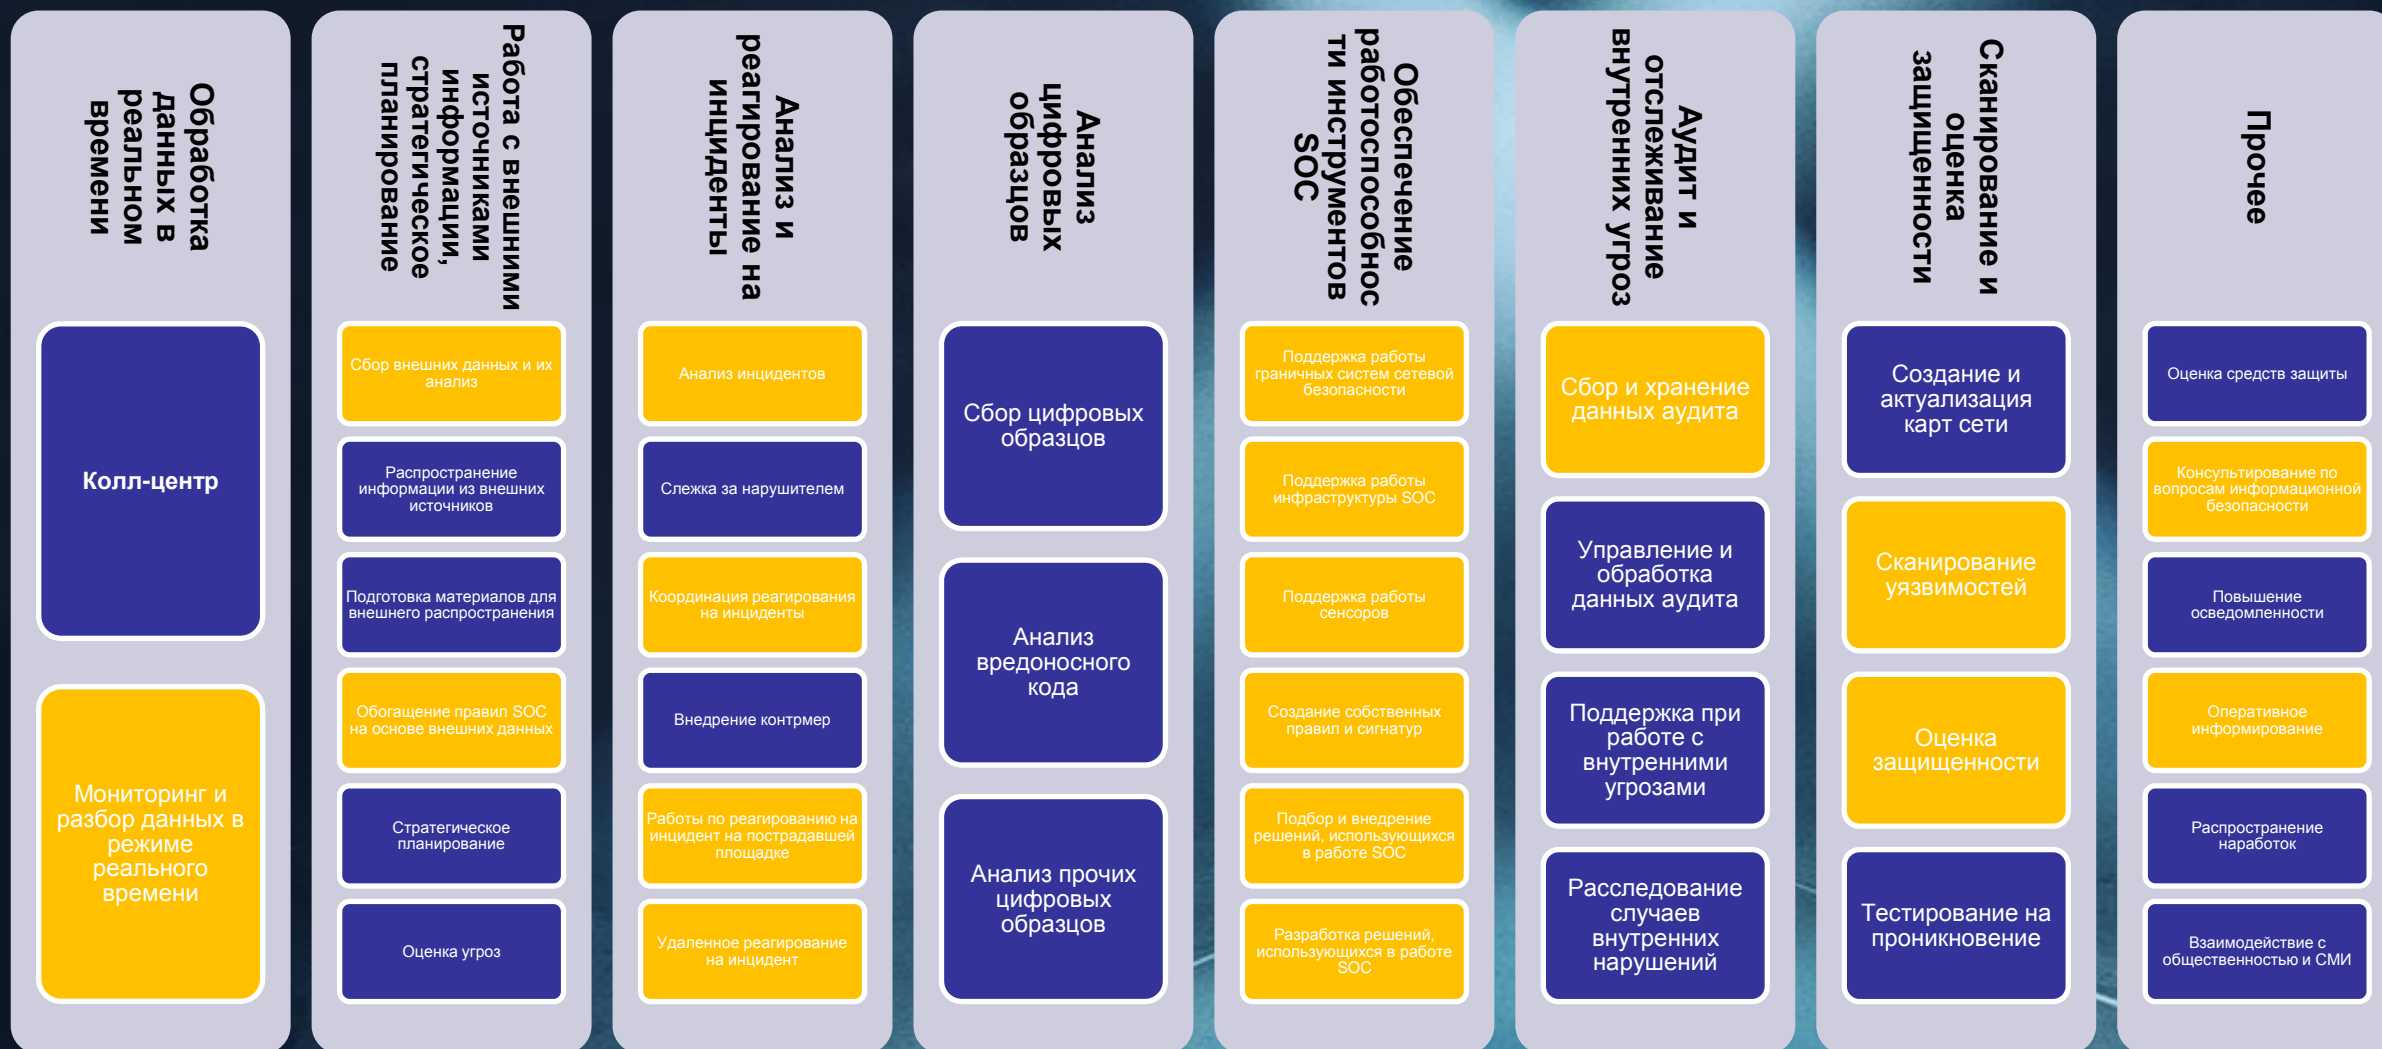 Обработка
данных в
реальном
времени
Колл-центр
Мониторинг и
разбор данных в
режиме
реального
времени
Работа с внешними
источниками
информации,
стратегическое
планирование
Сбор внешних данных и их
анализ
Распространение
информации из внешних
источников
Подготовка материалов для
внешнего распространения
Обогащение правил SOC
на основе внешних данных
Стратегическое
планирование
Оценка угроз
Анализ и
реагирование на
инциденты
Анализ инцидентов
Слежка за нарушителем
Координация реагирования
на инциденты
Внедрение контрмер
Работы по реагированию на
инцидент на пострадавшей
площадке
Удаленное реагирование
на инцидент
Анализ
цифровых
образцов
Сбор цифровых
образцов
Анализ
вредоносного
кода
Анализ прочих
цифровых
образцов
Обеспечение
работоспособнос
ти инструментов
SOC
Поддержка работы
граничных систем сетевой
безопасности
Поддержка работы
инфраструктуры SOC
Поддержка работы
сенсоров
Создание собственных
правил и сигнатур
Подбор и внедрение
решений, использующихся
в работе SOC
Разработка решений,
использующихся в работе
SOC
Аудит и
отслеживание
внутренних угроз
Сбор и хранение
данных аудита
Управление и
обработка
данных аудита
Поддержка при
работе с
внутренними
угрозами
Расследование
случаев
внутренних
нарушений
Сканирование и
оценка
защищенности
Создание и
актуализация
карт сети
Сканирование
уязвимостей
Оценка
защищенности
Тестирование на
проникновение
Прочее
Оценка средств защиты
Консультирование по
вопросам информационной
безопасности
Повышение
осведомленности
Оперативное
информирование
Распространение
наработок
Взаимодействие с
общественностью и СМИ